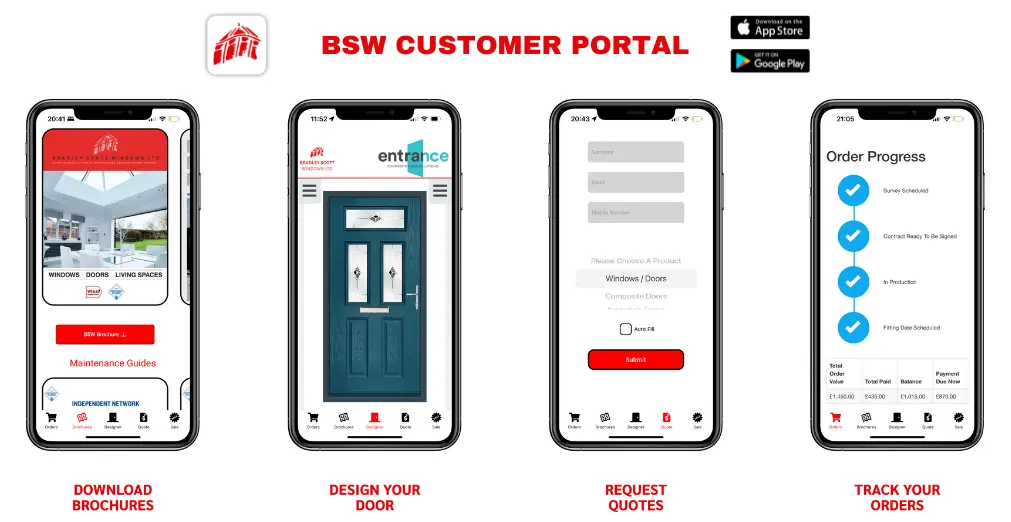 BSW CUSTOMER PORTAL
Download on the
App Store
GET IT ON
Google Play
20:41
WINDOWS DOORS LIVING SPACES
BSW Brochure
Maintenance Guides
INDEPENDENT NETWORK
Orders Brochures Designer Quote Sale
DOWNLOAD
BROCHURES
11:52
BRADLEY SCOTT
WINDOWS LTD
entrance
Orders Brochures Designer Quote Sale
DESIGN YOUR
DOOR
20:43
Surname
Email
Mobile Number
Please Choose A Product
Windows / Doors
Composite Doors
Auto Fill
Submit
Orders Brochures Designer Quote Sale
REQUEST
QUOTES
21:05
Order Progress
Survey Scheduled
Contract Ready To Be Signed
In Production
Fitting Date Scheduled
Total Order Value Total Paid Balance Payment Due Now
£1,450.00 £435.00 £1,015.00 £870.00
Orders Brochures Designer Quote Sale
TRACK YOUR
ORDERS